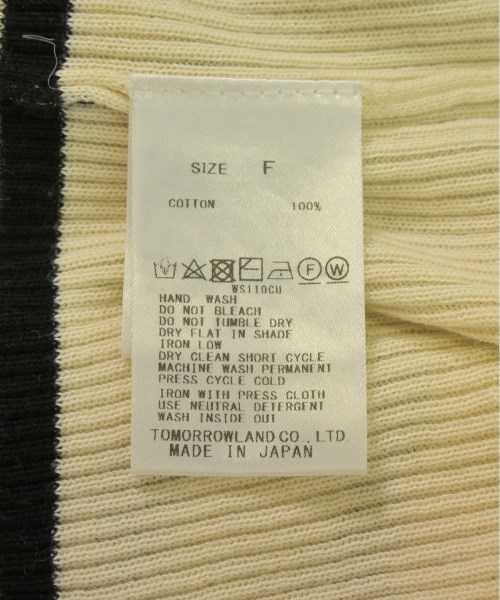 SIZE F
COTTON 100%
F W
WS110CU
HAND WASH
DO NOT BLEACH
DO NOT TUMBLE DRY
DRY FLAT IN SHADE
IRON LOW
DRY CLEAN SHORT CYCLE
MACHINE WASH PERMANENT
PRESS CYCLE COLD
IRON WITH PRESS CLOTH
USE NEUTRAL DETERGENT
WASH INSIDE OUT
TOMORROWLAND CO., LTD.
MADE IN JAPAN